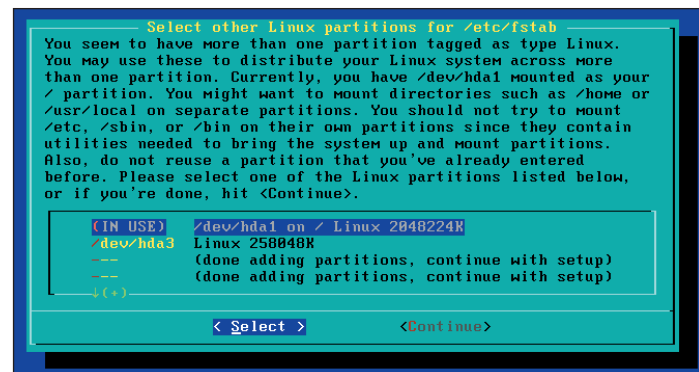 Select other Linux partitions for /etc/fstab
You seem to have more than one partition tagged as type Linux.
You may use these to distribute your Linux system across more
than one partition. Currently, you have /dev/hda1 mounted as your
/ partition. You might want to mount directories such as /home or
/usr/local on separate partitions. You should not try to mount
/etc, /sbin, or /bin on their own partitions since they contain
utilities needed to bring the system up and mount partitions.
Also, do not reuse a partition that you've already entered
before. Please select one of the Linux partitions listed below,
or if you're done, hit <Continue>.
(IN USE) /dev/hda1 on / Linux 2048224K
/dev/hda3 Linux 258048K
--- (done adding partitions, continue with setup)
--- (done adding partitions, continue with setup)
↓(+)
< Select > <Continue>